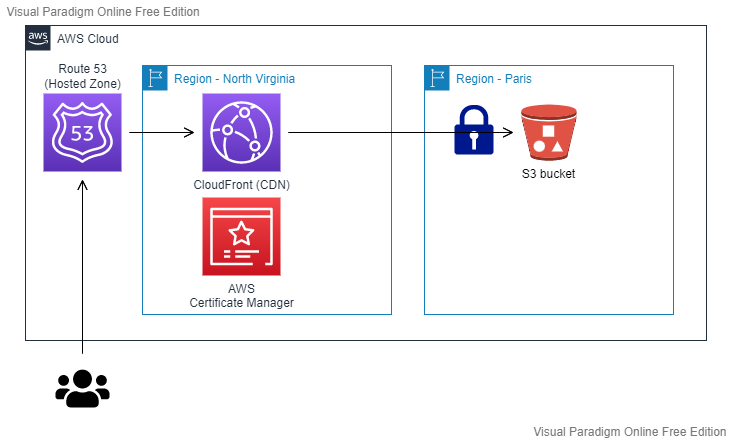 Visual Paradigm Online Free Edition
aws
AWS Cloud
Route 53
(Hosted Zone)
53
Region - North Virginia
CloudFront (CDN)
AWS
Certificate Manager
Region - Paris
S3 bucket
Visual Paradigm Online Free Edition